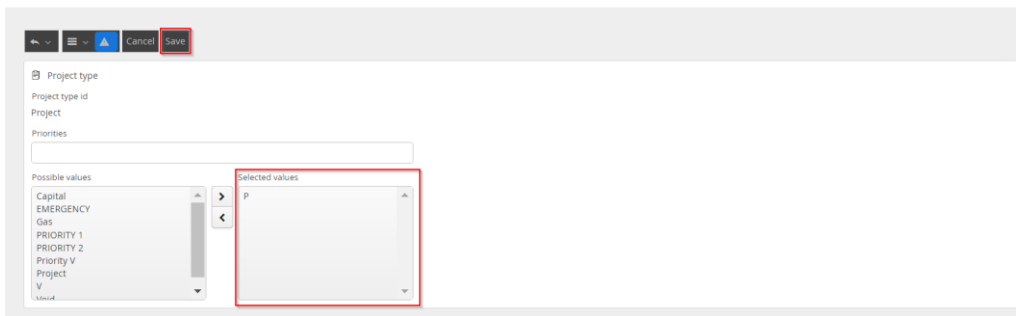 Cancel Save
Project type
Project type id
Project
Priorities
Possible values
Capital
EMERGENCY
Gas
PRIORITY 1
PRIORITY 2
Priority V
Project
V
Void
Selected values
P